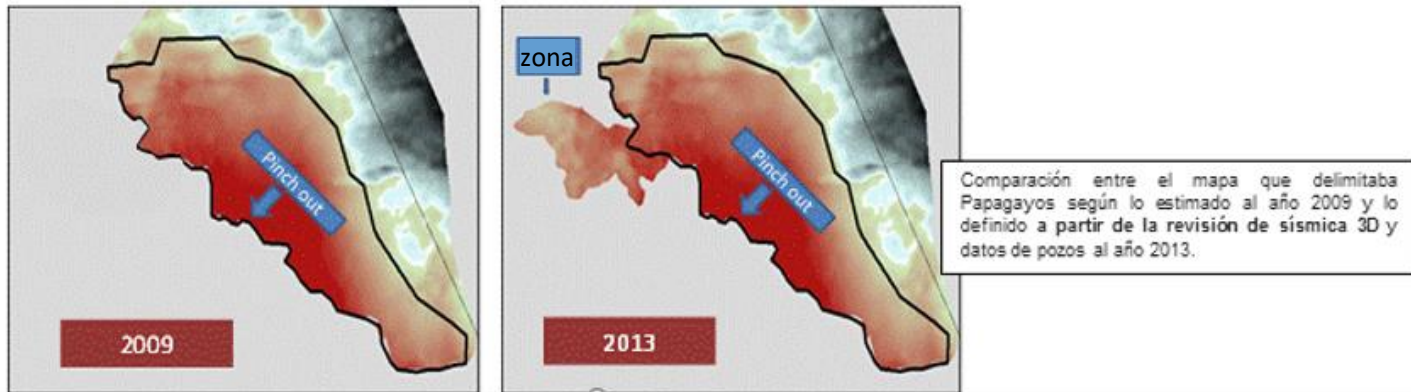 Pinch out
2009
zona
Pinch out
2013
Comparación entre el mapa que delimitaba
Papagayos según lo estimado al año 2009 y lo
definido a partir de la revisión de sísmica 3D y
datos de pozos al año 2013.